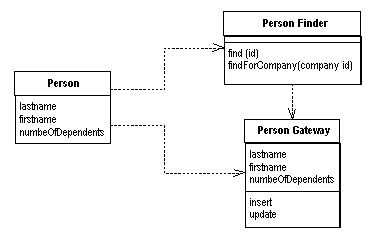 Person Finder
find (id)
findForCompany(company id)
Person
lastname
firstname
numbeOfDependents
Person Gateway
lastname
firstname
numbeOfDependents
insert
update